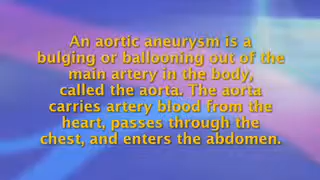 An aortic aneurysm is a
bulging or ballooning out of the
main artery in the body,
called the aorta. The aorta
carries artery blood from the
heart, passes through the
chest, and enters the abdomen.